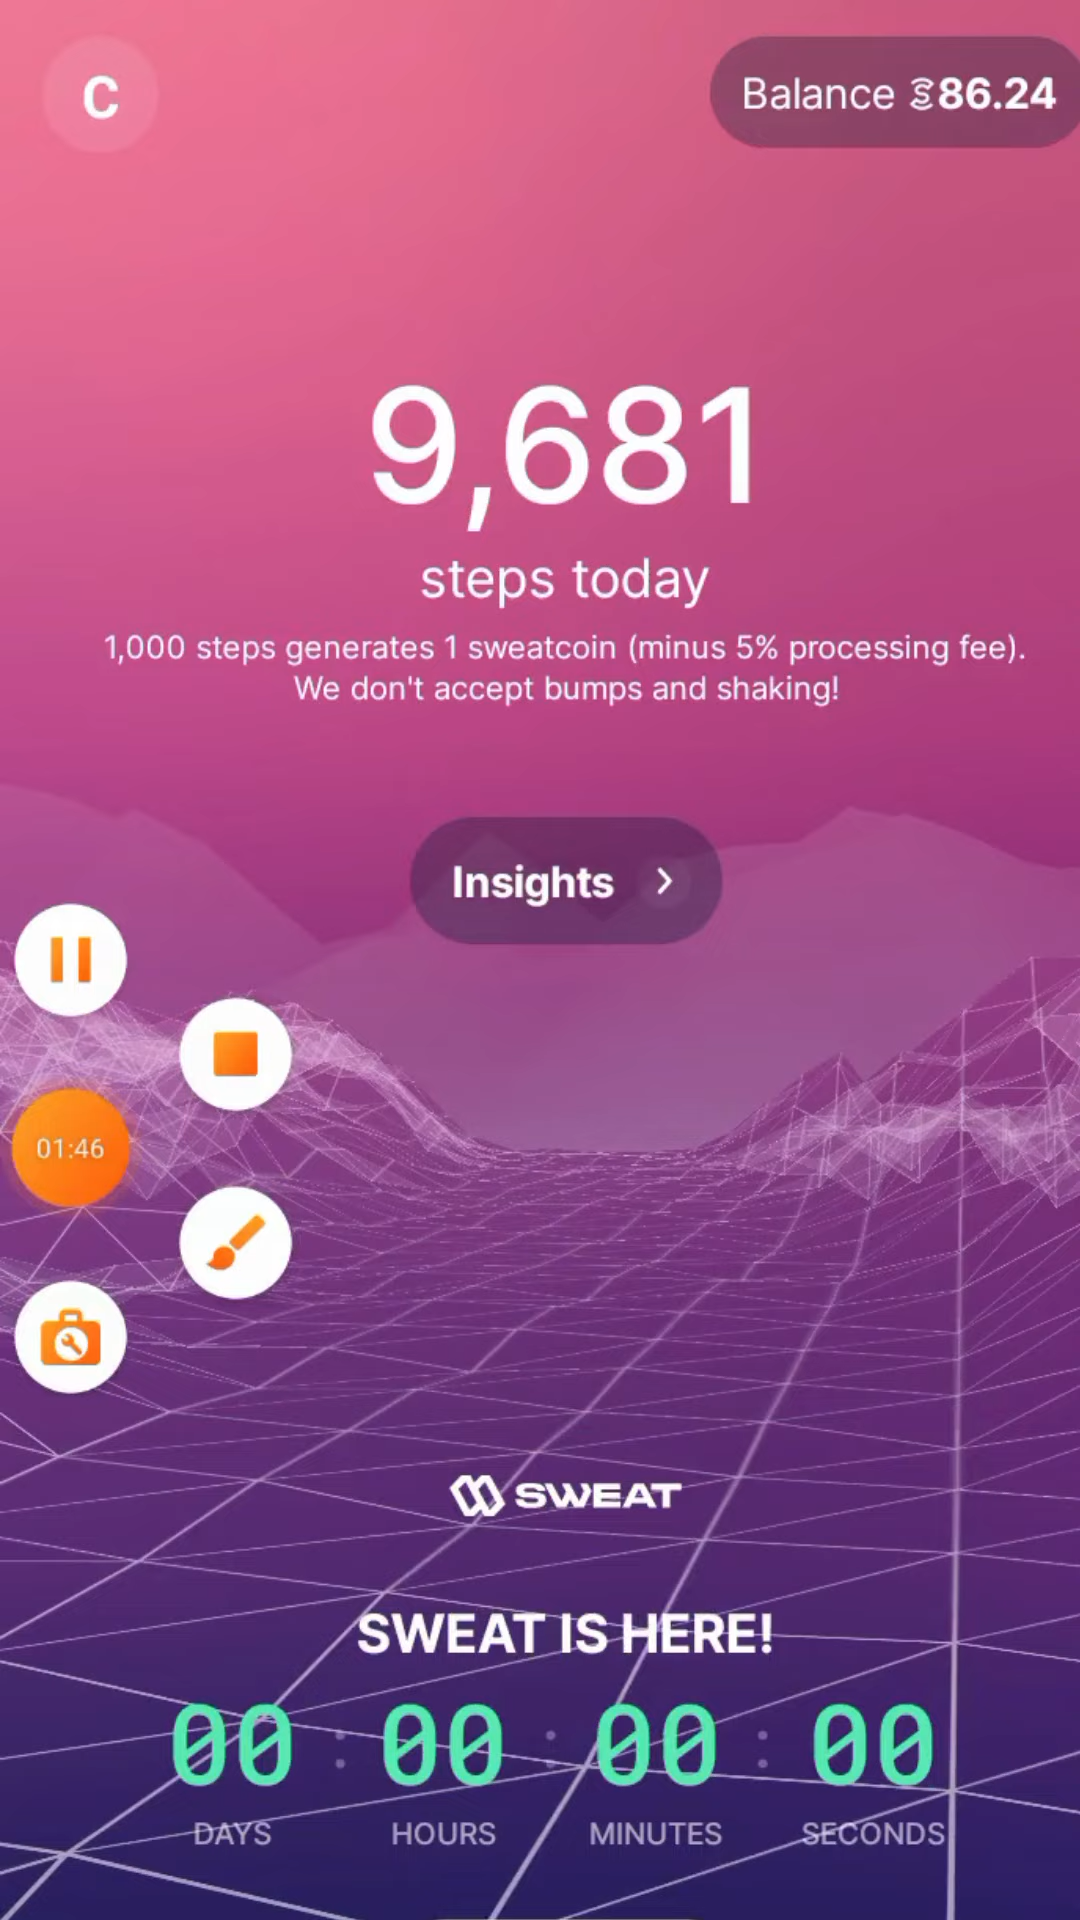 C
Balance 86.24
9,681
steps today
1,000 steps generates 1 sweatcoin (minus 5% processing fee).
We don't accept bumps and shaking!
Insights
01:46
SWEAT
SWEAT IS HERE!
00 : 00 : 00 : 00
DAYS HOURS MINUTES SECONDS